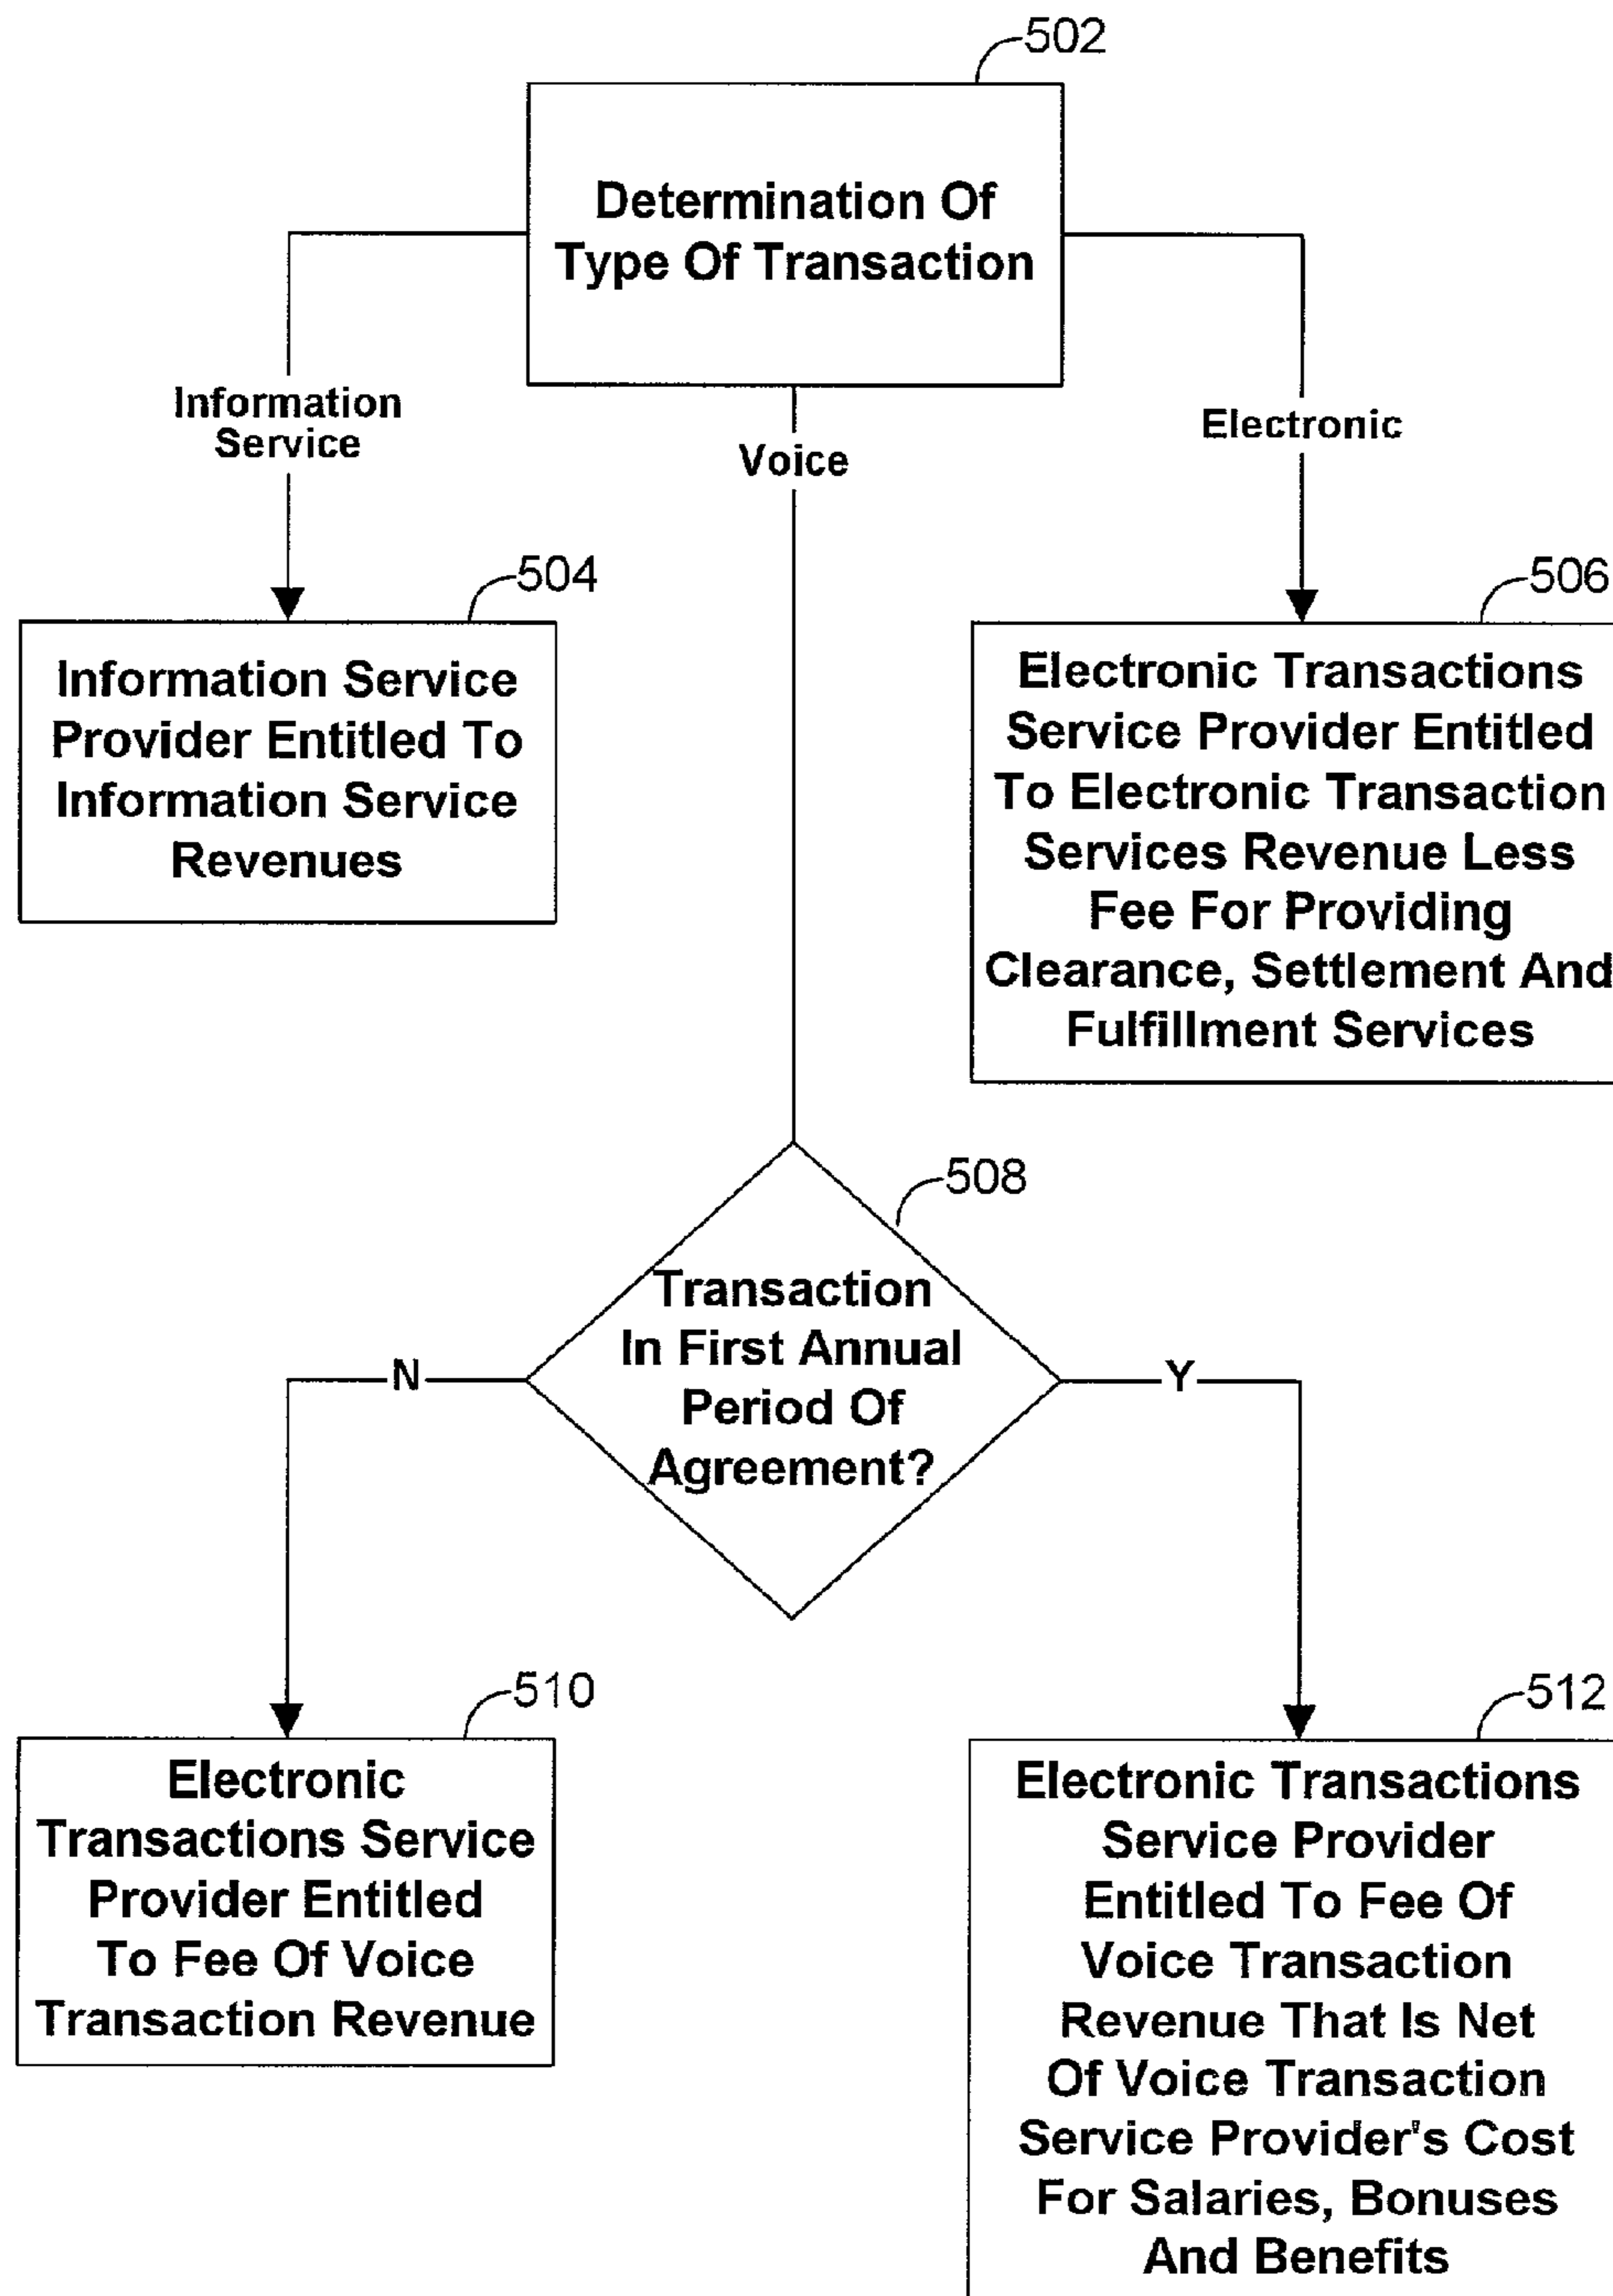 502
Determination Of
Type Of Transaction
Information
Service
Voice
Electronic
504
Information Service
Provider Entitled To
Information Service
Revenues
506
Electronic Transactions
Service Provider Entitled
To Electronic Transaction
Services Revenue Less
Fee For Providing
Clearance, Settlement And
Fulfillment Services
508
Transaction
In First Annual
Period Of
Agreement?
N
Y
510
Electronic
Transactions Service
Provider Entitled
To Fee Of Voice
Transaction Revenue
512
Electronic Transactions
Service Provider
Entitled To Fee Of
Voice Transaction
Revenue That Is Net
Of Voice Transaction
Service Provider's Cost
For Salaries, Bonuses
And Benefits